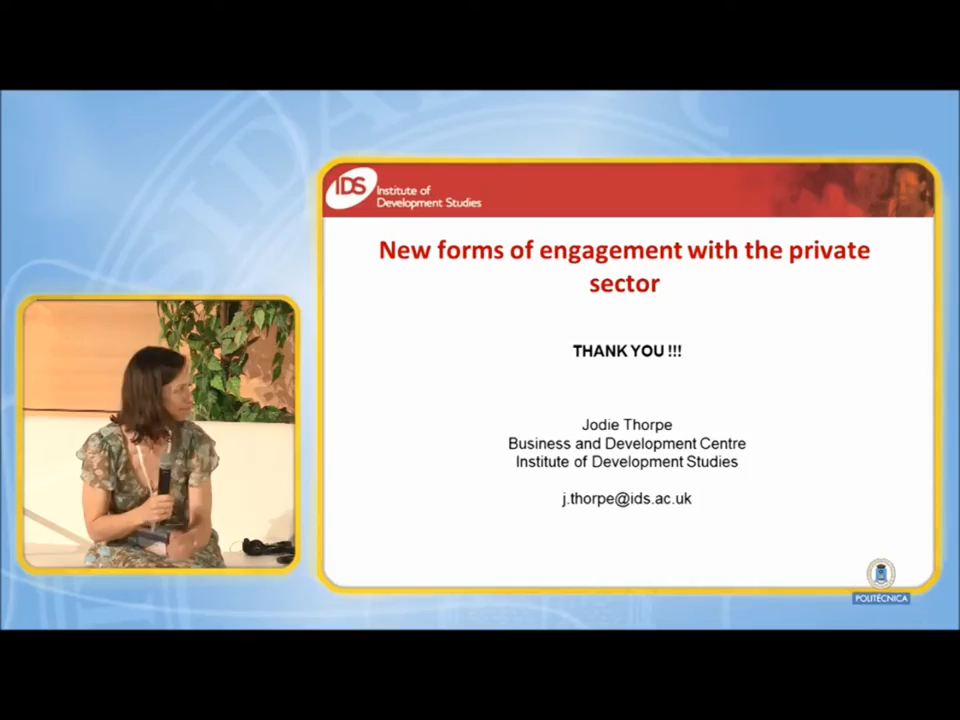 IDS
Institute of
Development Studies
New forms of engagement with the private
sector
THANK YOU !!!
Jodie Thorpe
Business and Development Centre
Institute of Development Studies
j.thorpe@ids.ac.uk
POLITÉCNICA